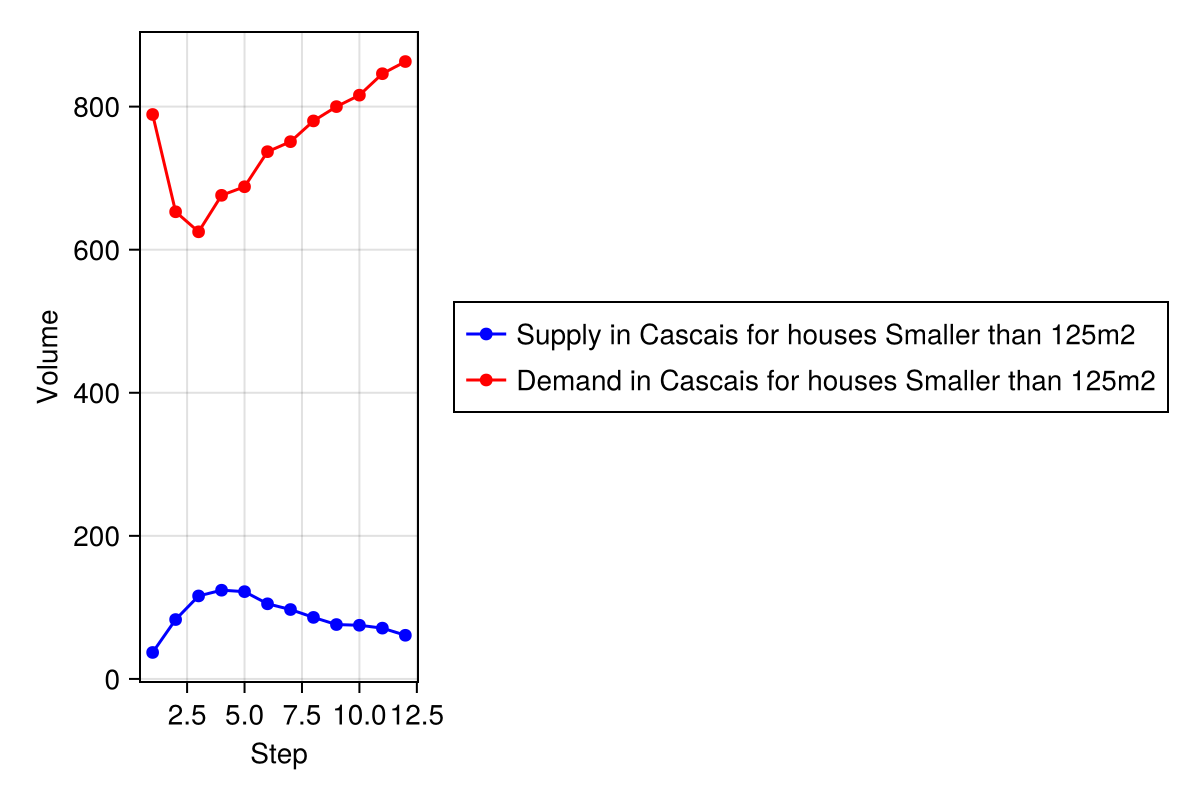 800
600
400
200
0
Volume
2.5 5.0 7.5 10.0 12.5
Step
Supply in Cascais for houses Smaller than 125m2
Demand in Cascais for houses Smaller than 125m2